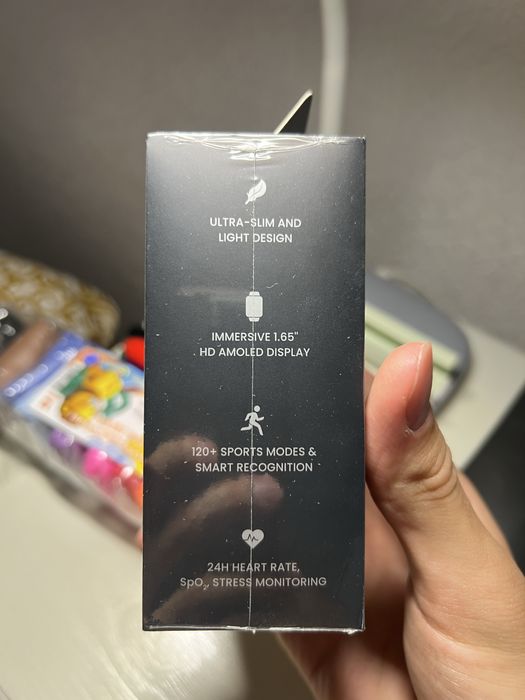 ULTRA-SLIM AND
LIGHT DESIGN
IMMERSIVE 1.65"
HD AMOLED DISPLAY
120+ SPORTS MODES &
SMART RECOGNITION
24H HEART RATE,
SpO₂, STRESS MONITORING